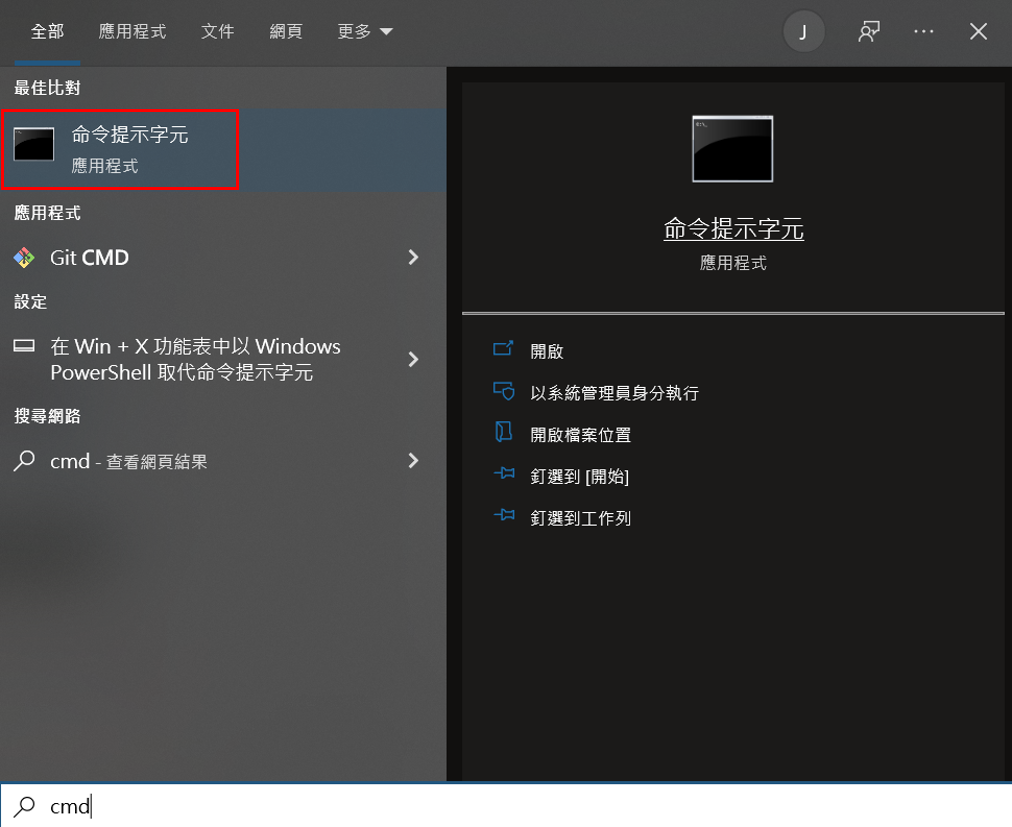 全部 應用程式 文件 網頁 更多 J
最佳比對
命令提示字元
應用程式
應用程式
Git CMD
設定
在 Win + X 功能表中以 Windows
PowerShell 取代命令提示字元
搜尋網路
cmd - 查看網頁結果
命令提示字元
應用程式
開啟
以系統管理員身分執行
開啟檔案位置
釘選到 [開始]
釘選到工作列
cmd